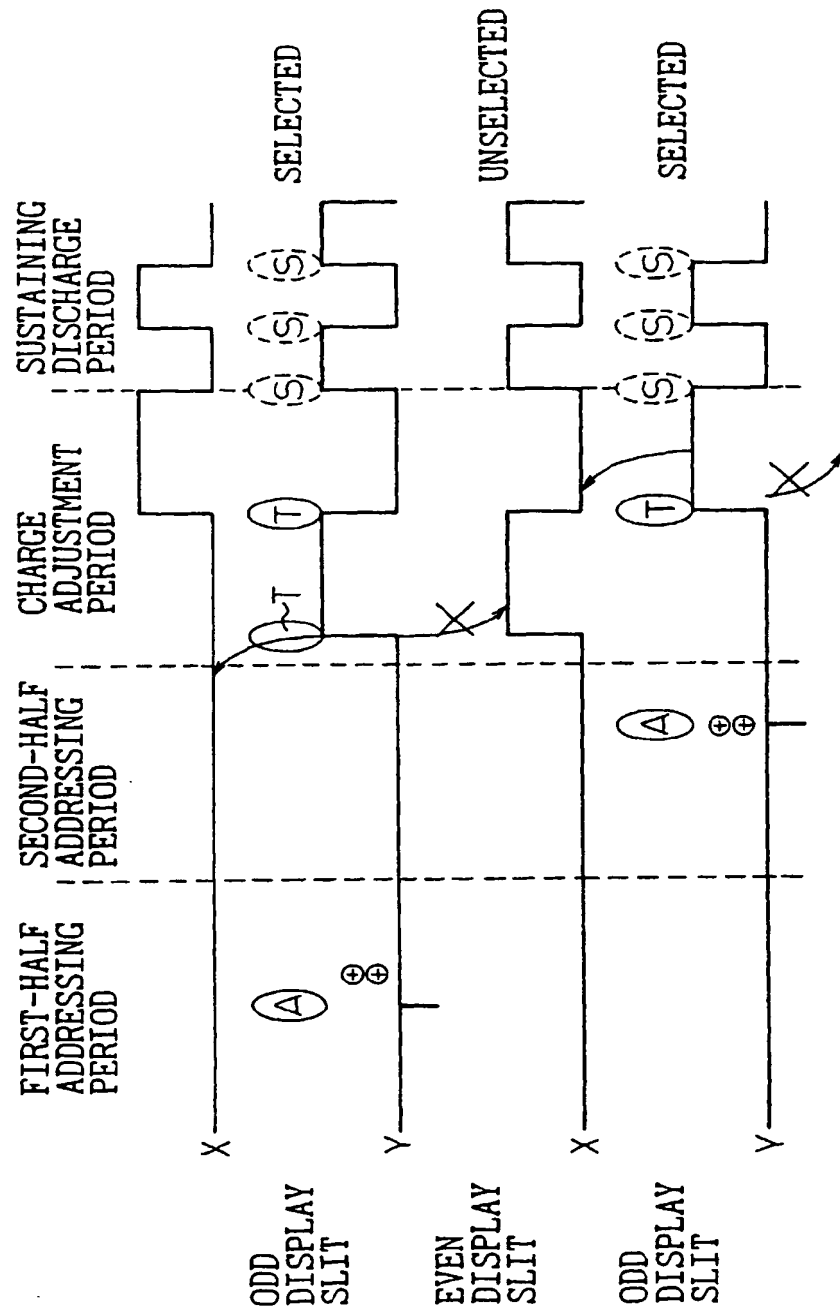 FIRST-HALF
ADDRESSING
PERIOD
SECOND-HALF
ADDRESSING
PERIOD
CHARGE
ADJUSTMENT
PERIOD
SUSTAINING
DISCHARGE
PERIOD
X
ODD
DISPLAY
SLIT
A
T
T
S
S
S
SELECTED
Y
EVEN
DISPLAY
SLIT
UNSELECTED
X
ODD
DISPLAY
SLIT
A
T
S
S
S
SELECTED
Y